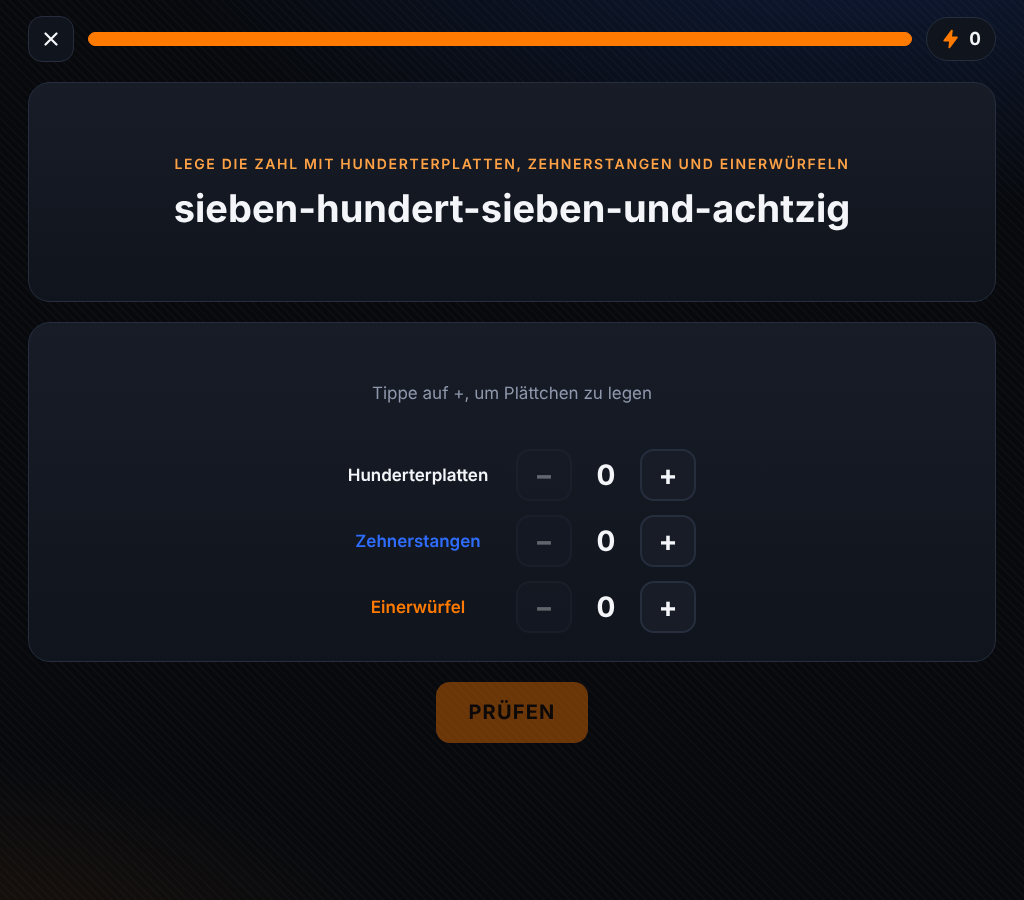 0
LEGE DIE ZAHL MIT HUNDERTERPLATTEN, ZEHNERSTANGEN UND EINERWÜRFELN
sieben-hundert-sieben-und-achtzig
Tippe auf +, um Plättchen zu legen
Hunderterplatten − 0 +
Zehnerstangen − 0 +
Einerwürfel − 0 +
PRÜFEN